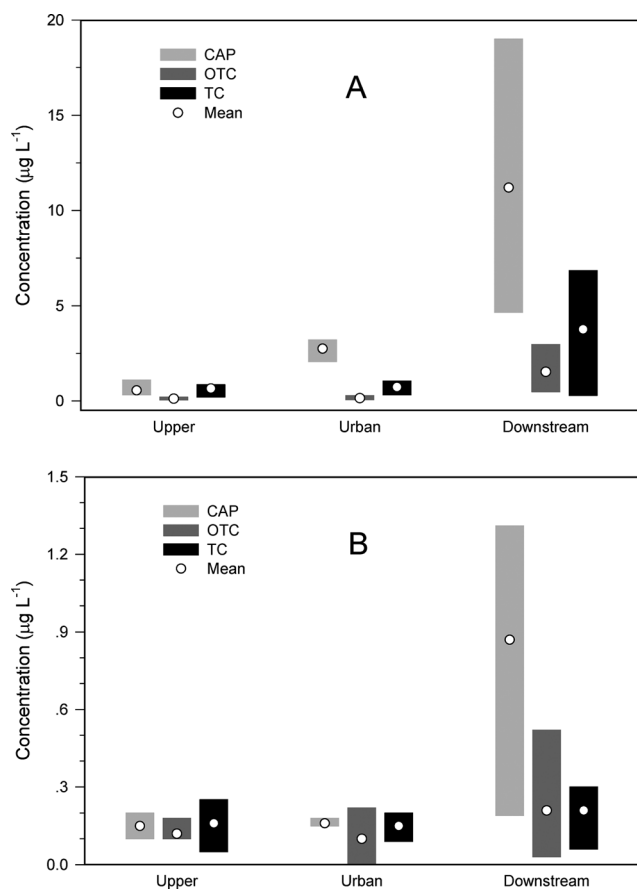 20
15
10
5
0
Concentration (µg L⁻¹)
CAP
OTC
TC
Mean
A
Upper Urban Downstream
1.5
1.2
.9
.6
.3
0.0
Concentration (µg L⁻¹)
CAP
OTC
TC
Mean
B
Upper Urban Downstream